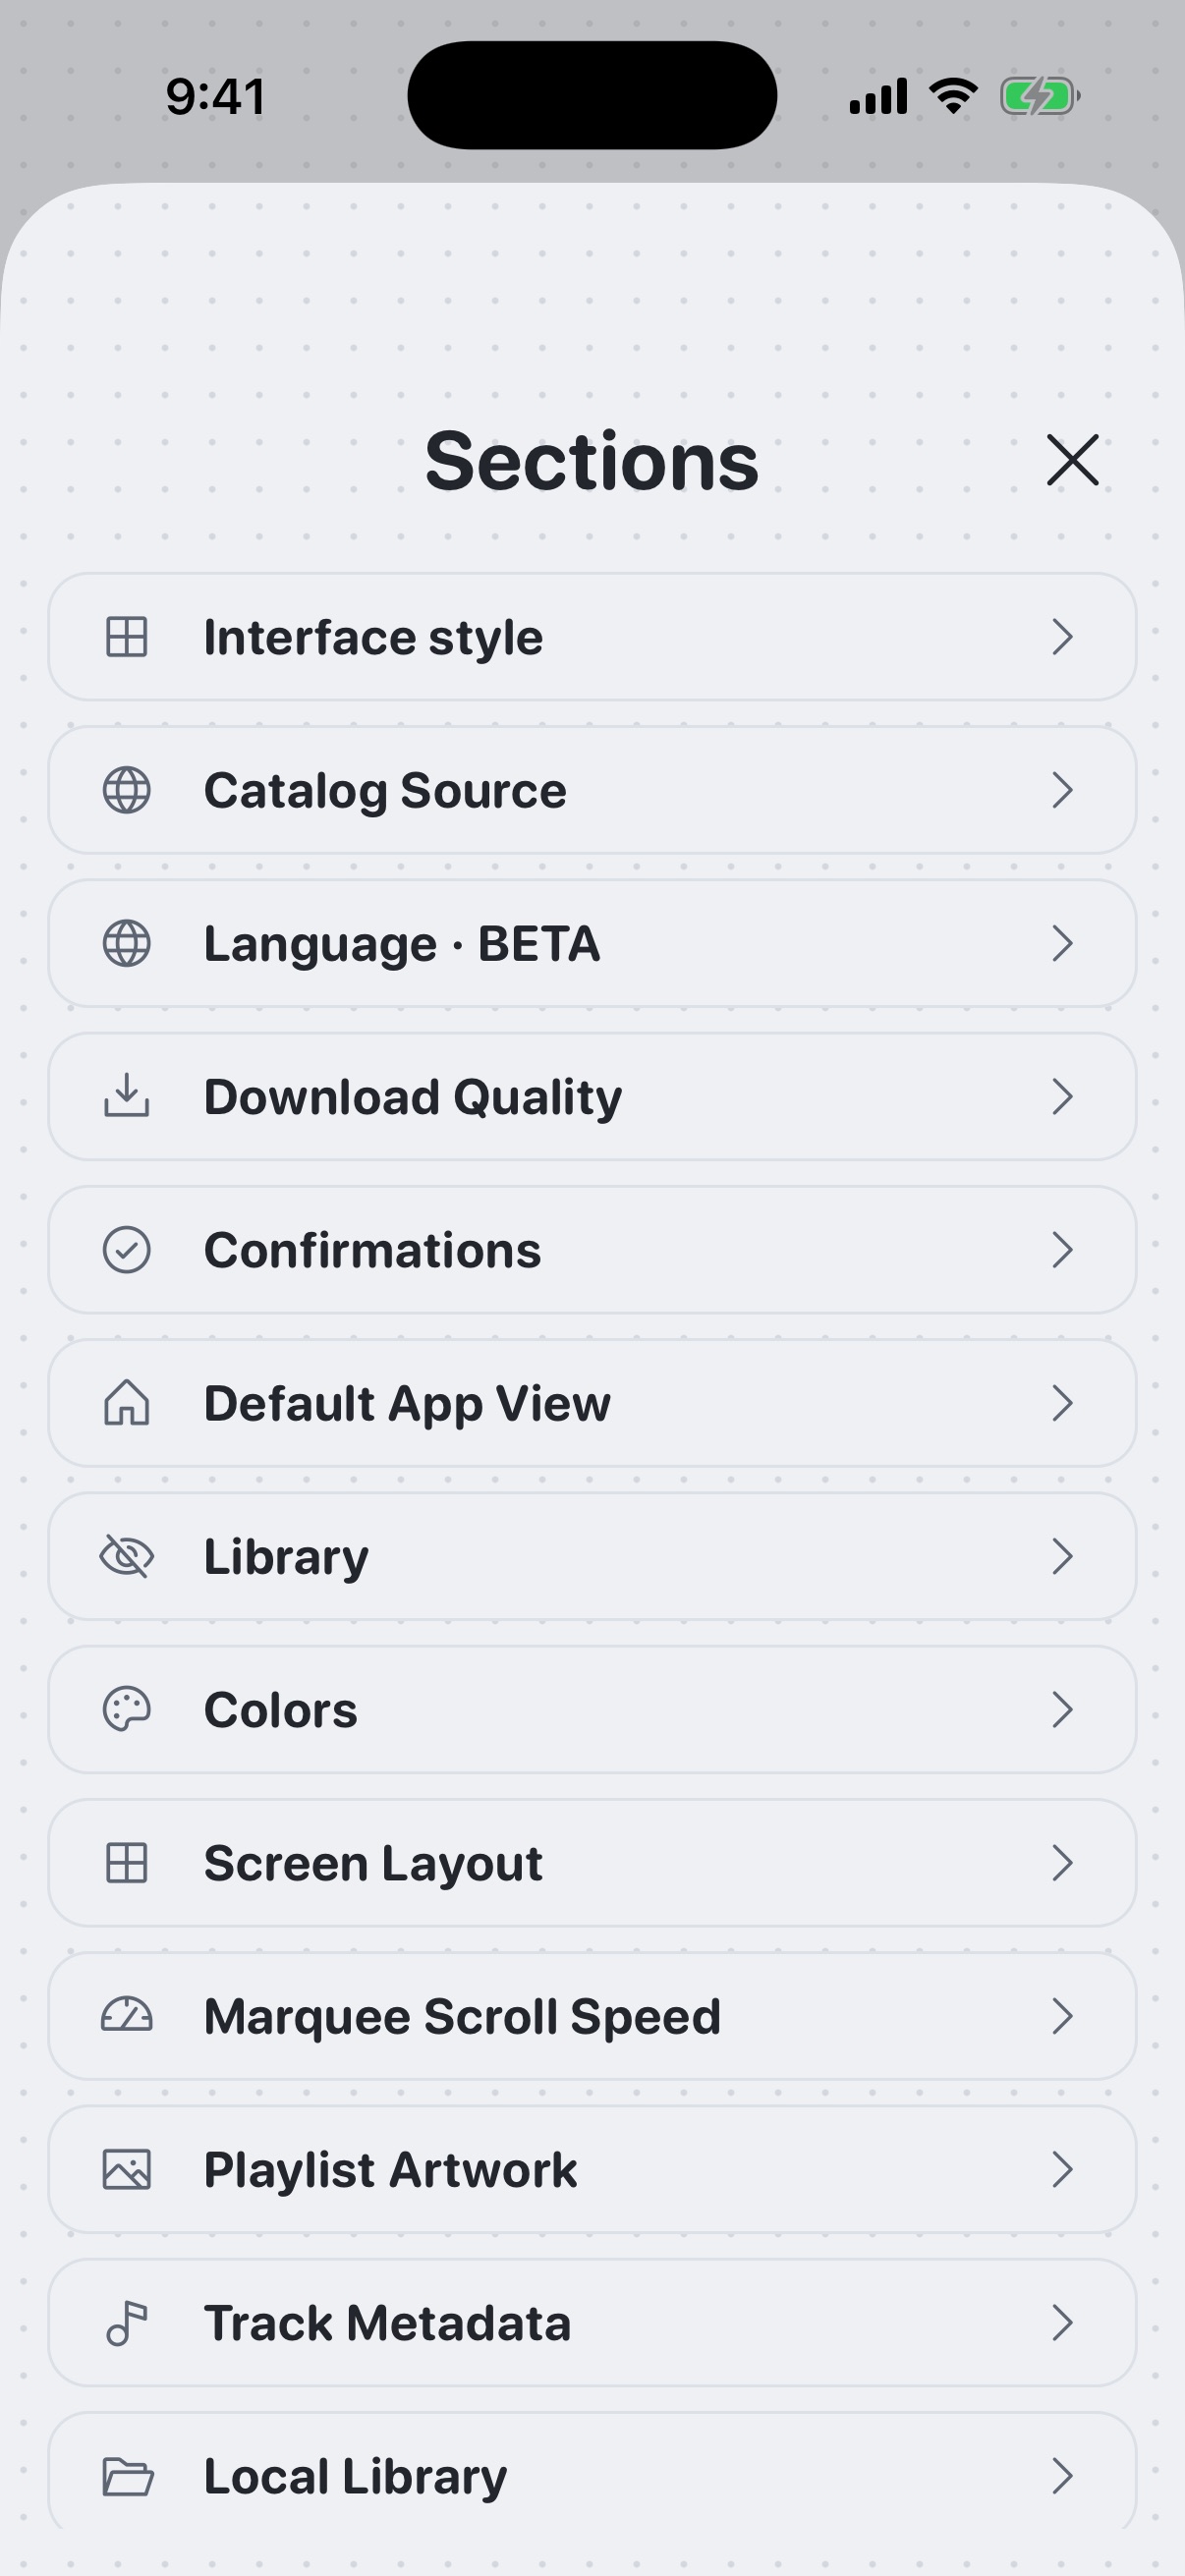 9:41
Sections
Interface style
Catalog Source
Language · BETA
Download Quality
Confirmations
Default App View
Library
Colors
Screen Layout
Marquee Scroll Speed
Playlist Artwork
Track Metadata
Local Library